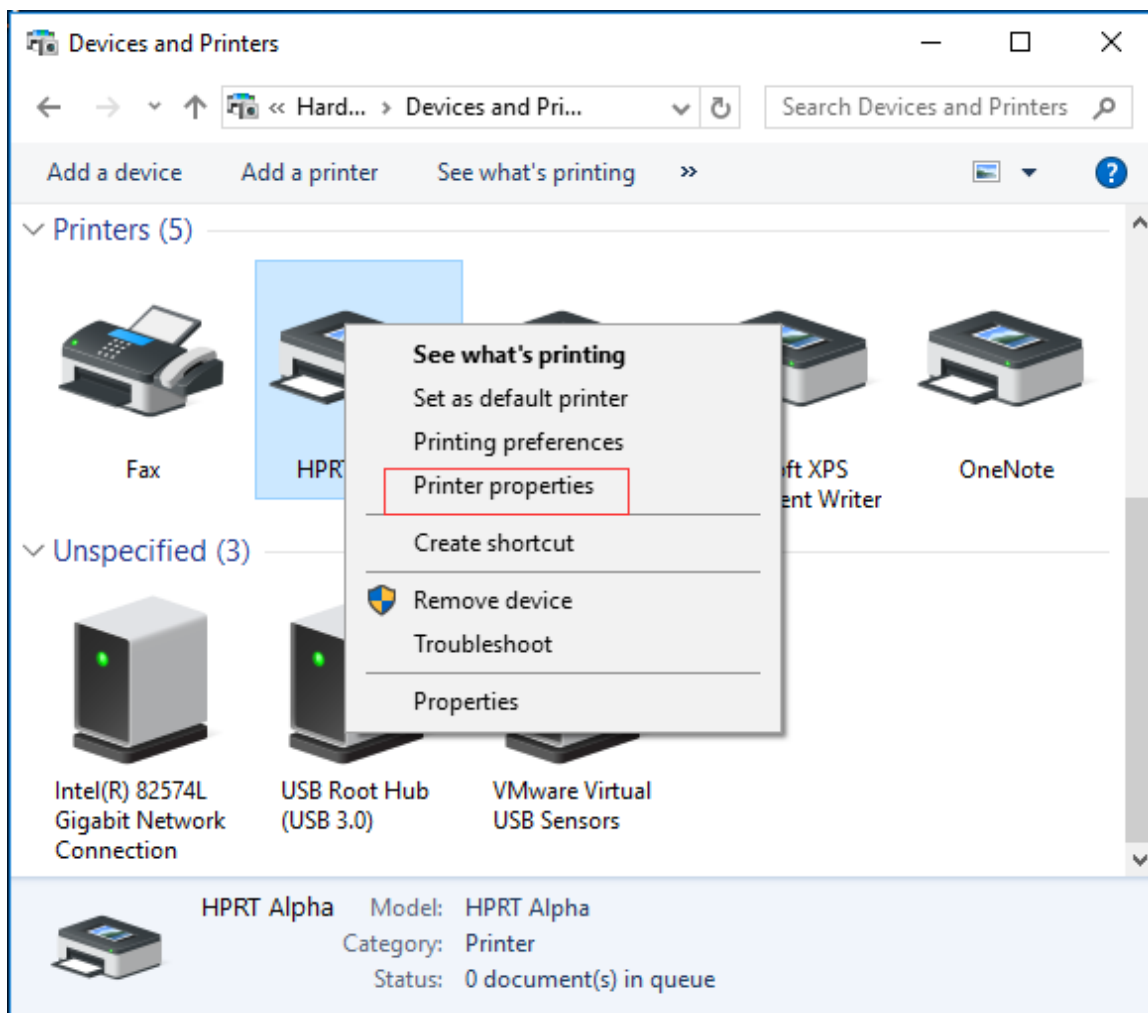 Devices and Printers
« Hard... > Devices and Pri...
Search Devices and Printers
Add a device Add a printer See what's printing »
Printers (5)
See what's printing
Set as default printer
Printing preferences
Printer properties
Create shortcut
Remove device
Troubleshoot
Properties
Fax
OneNote
ent Writer
XPS
Unspecified (3)
Intel(R) 82574L
Gigabit Network
Connection
USB Root Hub
(USB 3.0)
VMware Virtual
USB Sensors
HPRT Alpha
Model: HPRT Alpha
Category: Printer
Status: 0 document(s) in queue